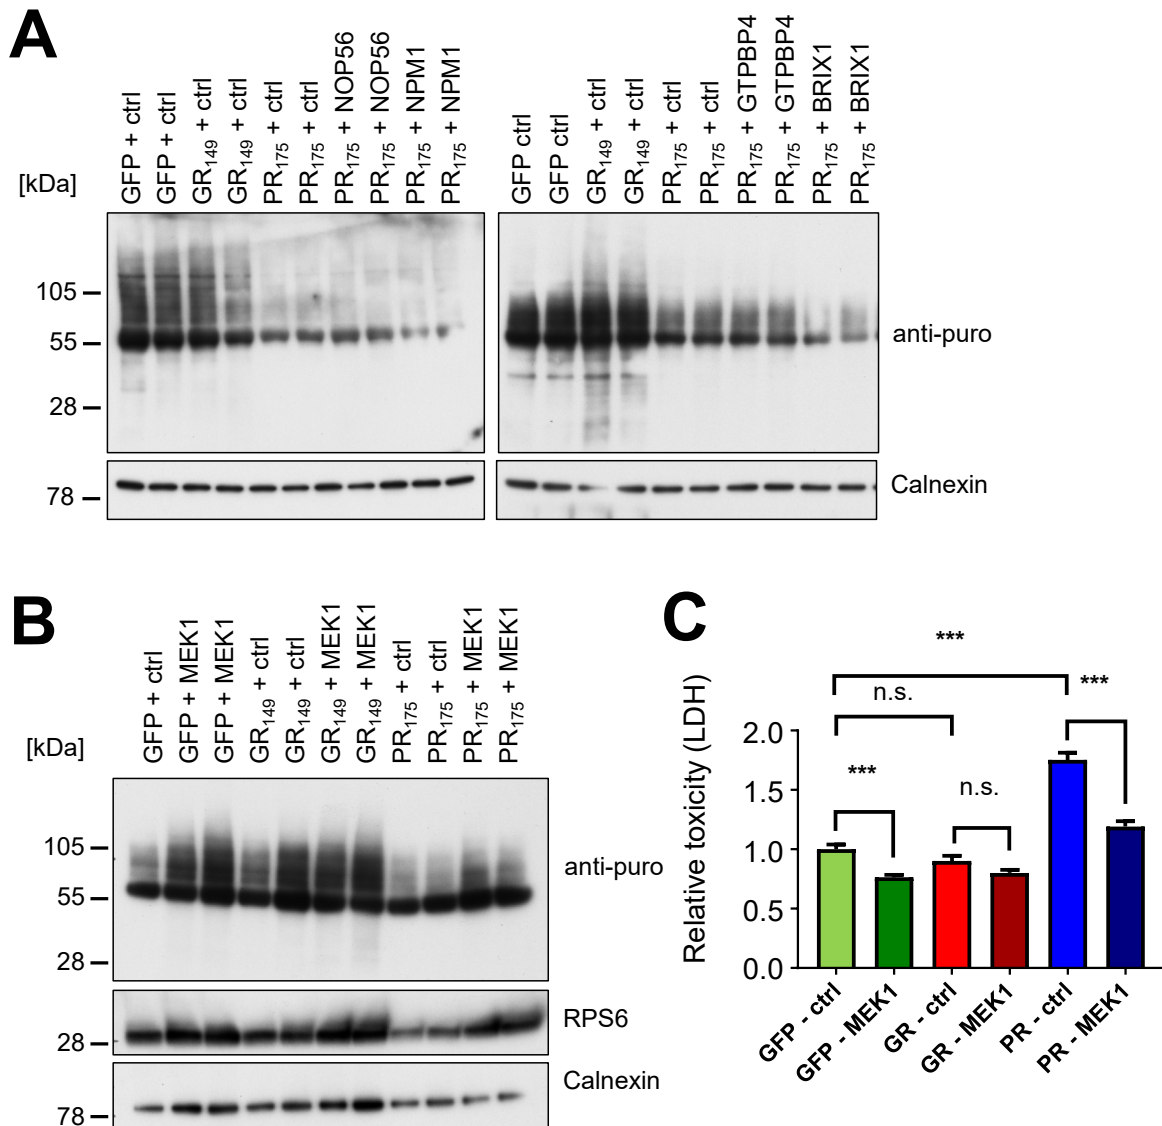 A
GFP + ctrl
GFP + ctrl
GR149 + ctrl
GR149 + ctrl
PR175 + ctrl
PR175 + ctrl
PR175 + NOP56
PR175 + NOP56
PR175 + NPM1
PR175 + NPM1
GFP ctrl
GFP ctrl
GR149 + ctrl
GR149 + ctrl
PR175 + ctrl
PR175 + ctrl
PR175 + GTPBP4
PR175 + GTPBP4
PR175 + BRIX1
PR175 + BRIX1
[kDa]
105
55
28
anti-puro
78
Calnexin
B
GFP + ctrl
GFP + MEK1
GFP + MEK1
GR149 + ctrl
GR149 + ctrl
GR149 + MEK1
GR149 + MEK1
PR175 + ctrl
PR175 + ctrl
PR175 + MEK1
PR175 + MEK1
[kDa]
105
55
28
anti-puro
28
RPS6
78
Calnexin
C
Relative toxicity (LDH)
2.0
1.5
1.0
0.5
0.0
***
n.s.
***
***
n.s.
GFP - ctrl
GFP - MEK1
GR - ctrl
GR - MEK1
PR - ctrl
PR - MEK1